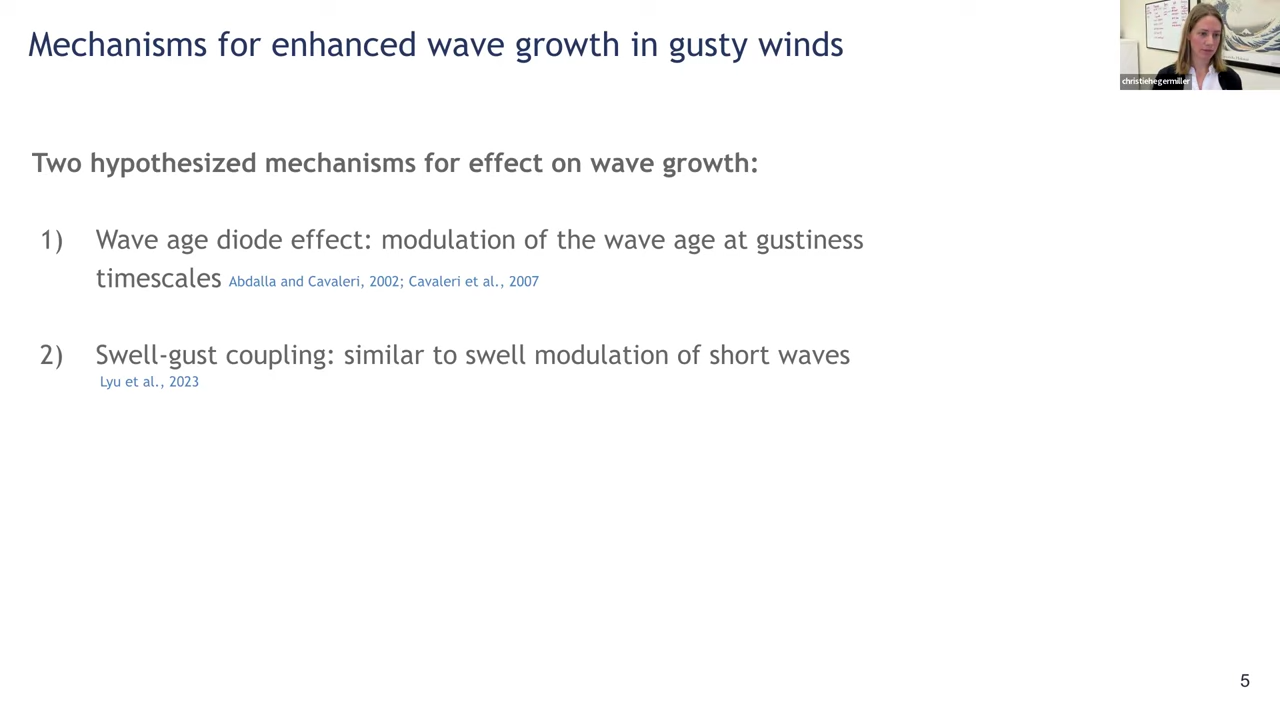 Mechanisms for enhanced wave growth in gusty winds
christiehegermiller
Two hypothesized mechanisms for effect on wave growth:
1) Wave age diode effect: modulation of the wave age at gustiness
timescales Abdalla and Cavaleri, 2002; Cavaleri et al., 2007
2) Swell-gust coupling: similar to swell modulation of short waves
Lyu et al., 2023
5